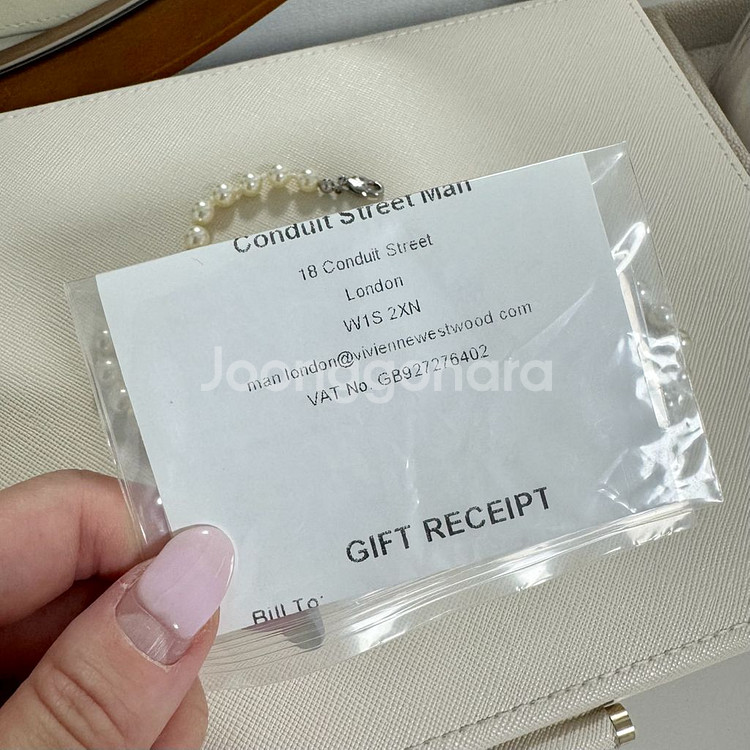 Conduit Street Man
18 Conduit Street
London
W1S 2XN
man.london@viviennewestwood.com
VAT No. GB927276402
Joonggonara
GIFT RECEIPT
Bill To: